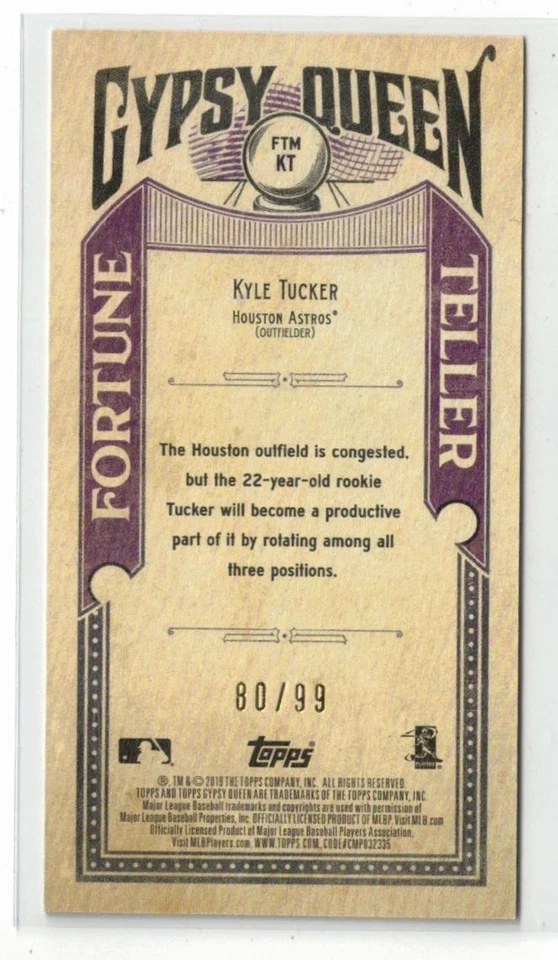 GYPSY QUEEN
FTM
KT
FORTUNE
TELLER
KYLE TUCKER
HOUSTON ASTROS®
(OUTFIELDER)
The Houston outfield is congested,
but the 22-year-old rookie
Tucker will become a productive
part of it by rotating among all
three positions.
80/99
topps®
®, TM & © 2019 THE TOPPS COMPANY, INC. ALL RIGHTS RESERVED.
TOPPS AND TOPPS GYPSY QUEEN ARE TRADEMARKS OF THE TOPPS COMPANY, INC.
Major League Baseball trademarks and copyrights are used with permission of
Major League Baseball Properties, Inc. OFFICIALLY LICENSED PRODUCT OF MLBP. Visit MLB.com
Officially Licensed Product of Major League Baseball Players Association.
Visit MLBPlayers.com. WWW.TOPPS.COM. CODE#CMP032335